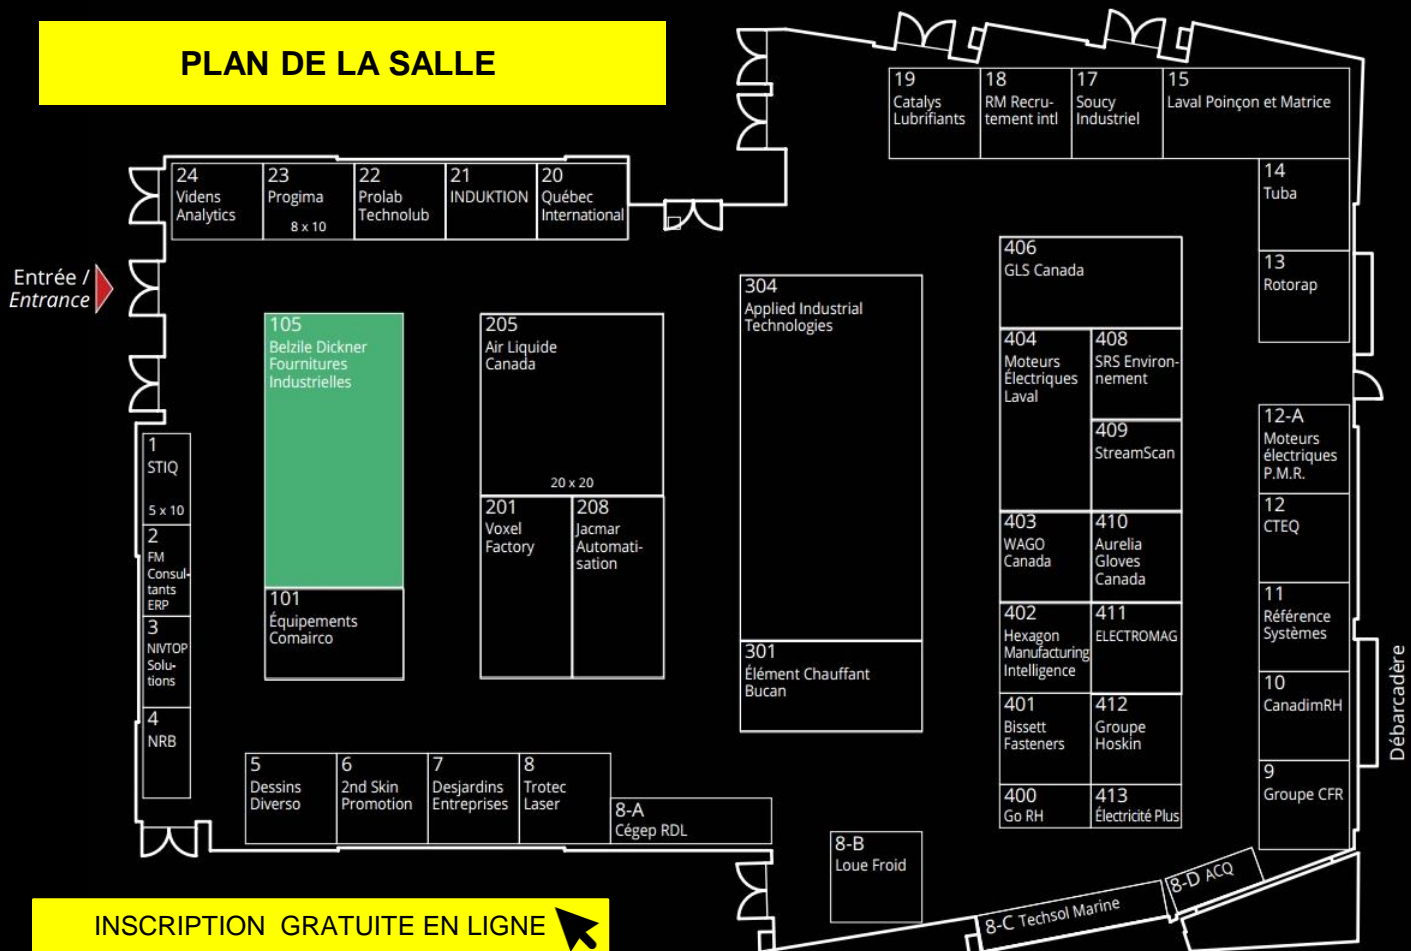 PLAN DE LA SALLE
19
Catalys
Lubrifiants
18
RM Recru-
tement intl
17
Soucy
Industriel
15
Laval Poinçon et Matrice
24
Videns
Analytics
23
Progima
8 x 10
22
Prolab
Technolub
21
INDUKTION
20
Québec
International
14
Tuba
13
Rotorap
Entrée /
Entrance
105
Belzile Dickner
Fournitures
Industrielles
205
Air Liquide
Canada
20 x 20
304
Applied Industrial
Technologies
406
GLS Canada
404
Moteurs
Électriques
Laval
408
SRS Environ-
nement
409
StreamScan
12-A
Moteurs
électriques
P.M.R.
1
STIQ
5 x 10
2
FM
Consul-
tants
ERP
3
NIVTOP
Solu-
tions
4
NRB
101
Équipements
Comairco
201
Voxel
Factory
208
Jacmar
Automati-
sation
301
Élément Chauffant
Bucan
403
WAGO
Canada
410
Aurelia
Gloves
Canada
402
Hexagon
Manufacturing
Intelligence
411
ELECTROMAG
401
Bissett
Fasteners
412
Groupe
Hoskin
400
Go RH
413
Électricité Plus
12
CTEQ
11
Référence
Systèmes
10
CanadimRH
9
Groupe CFR
Débarcadère
5
Dessins
Diverso
6
2nd Skin
Promotion
7
Desjardins
Entreprises
8
Trotec
Laser
8-A
Cégep RDL
8-B
Loue Froid
8-C Techsol Marine
8-D ACQ
INSCRIPTION GRATUITE EN LIGNE